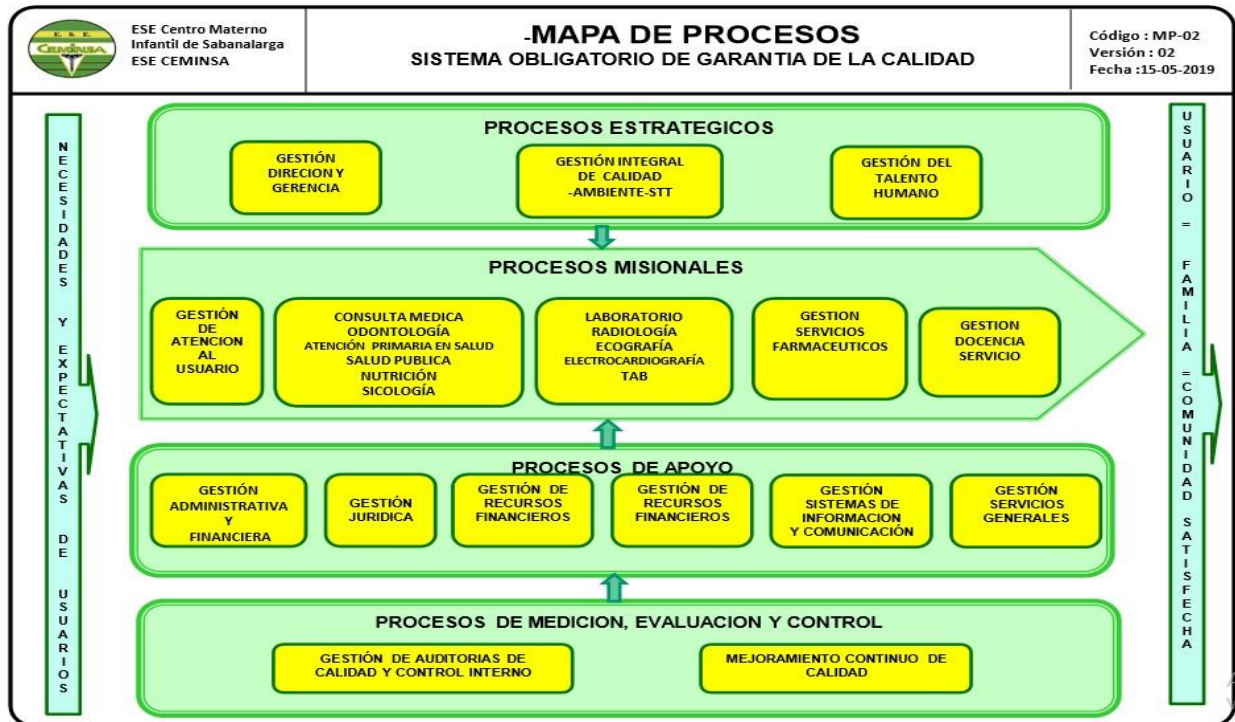 E. S. E.
CEMINSA
ESE Centro Materno
Infantil de Sabanalarga
ESE CEMINSA
-MAPA DE PROCESOS
SISTEMA OBLIGATORIO DE GARANTIA DE LA CALIDAD
Código : MP-02
Versión : 02
Fecha :15-05-2019
NECESIDADES Y EXPECTATIVAS DE USUARIOS
PROCESOS ESTRATEGICOS
GESTIÓN
DIRECION Y
GERENCIA
GESTIÓN INTEGRAL
DE CALIDAD
-AMBIENTE-STT
GESTIÓN DEL
TALENTO
HUMANO
PROCESOS MISIONALES
GESTIÓN
DE
ATENCION
AL
USUARIO
CONSULTA MEDICA
ODONTOLOGÍA
ATENCIÓN PRIMARIA EN SALUD
SALUD PUBLICA
NUTRICIÓN
SICOLOGÍA
LABORATORIO
RADIOLOGÍA
ECOGRAFÍA
ELECTROCARDIOGRAFÍA
TAB
GESTION
SERVICIOS
FARMACEUTICOS
GESTION
DOCENCIA
SERVICIO
PROCESOS DE APOYO
GESTIÓN
ADMINISTRATIVA
Y
FINANCIERA
GESTIÓN
JURIDICA
GESTIÓN DE
RECURSOS
FINANCIEROS
GESTIÓN DE
RECURSOS
FINANCIEROS
GESTIÓN
SISTEMAS DE
INFORMACION
Y COMUNICACIÓN
GESTIÓN
SERVICIOS
GENERALES
PROCESOS DE MEDICION, EVALUACION Y CONTROL
GESTIÓN DE AUDITORIAS DE
CALIDAD Y CONTROL INTERNO
MEJORAMIENTO CONTINUO DE
CALIDAD
USUARIO = FAMILIA =COMUNIDAD SATISFECHA